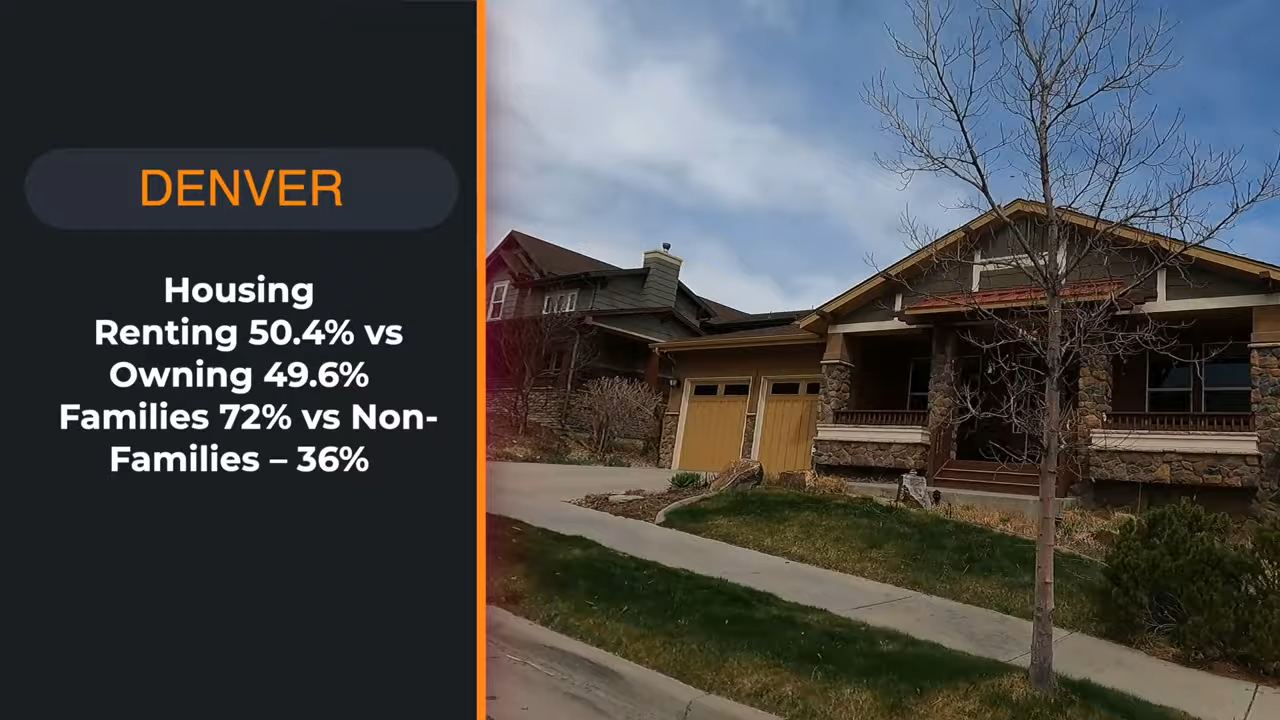 DENVER
Housing
Renting 50.4% vs
Owning 49.6%
Families 72% vs Non-
Families – 36%